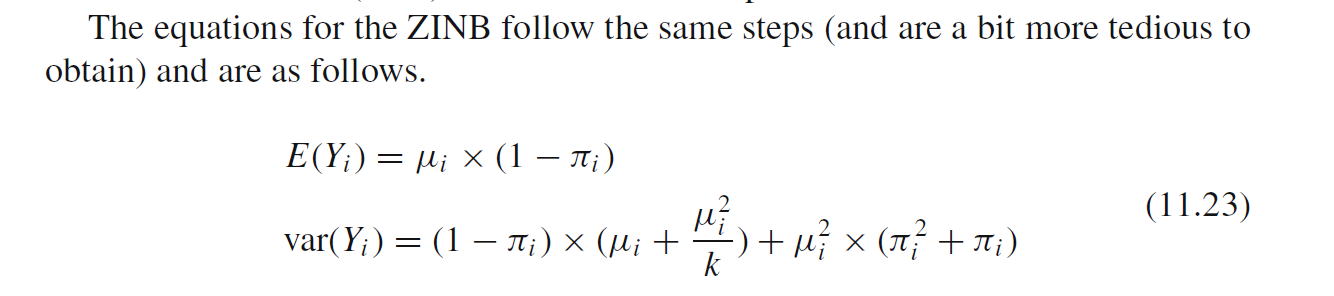 The equations for the ZINB follow the same steps (and are a bit more tedious to
obtain) and are as follows.
E(Y_i) = μ_i × (1 − π_i)
var(Y_i) = (1 − π_i) × (μ_i + μ_i^2/k) + μ_i^2 × (π_i^2 + π_i)
(11.23)